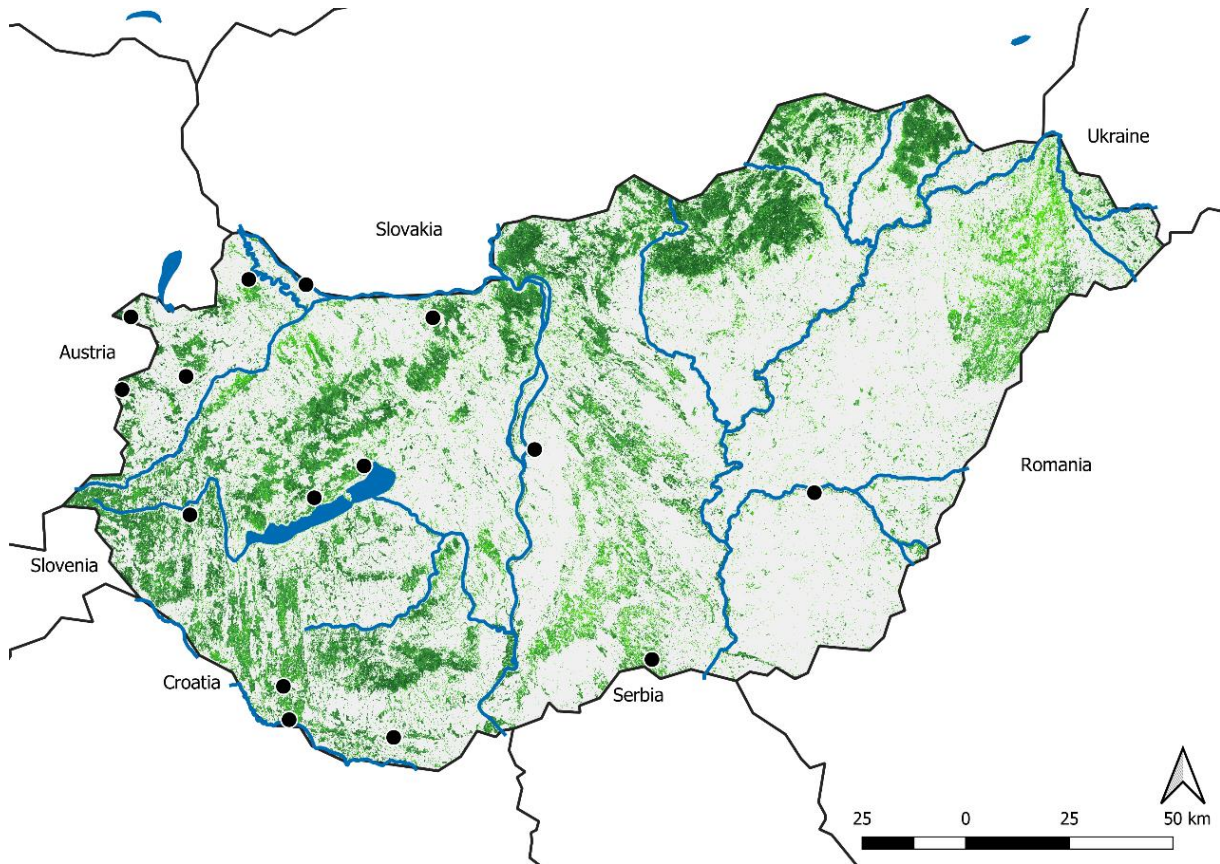 Ukraine
Slovakia
Austria
Romania
Slovenia
Croatia
Serbia
25 0 25 50 km